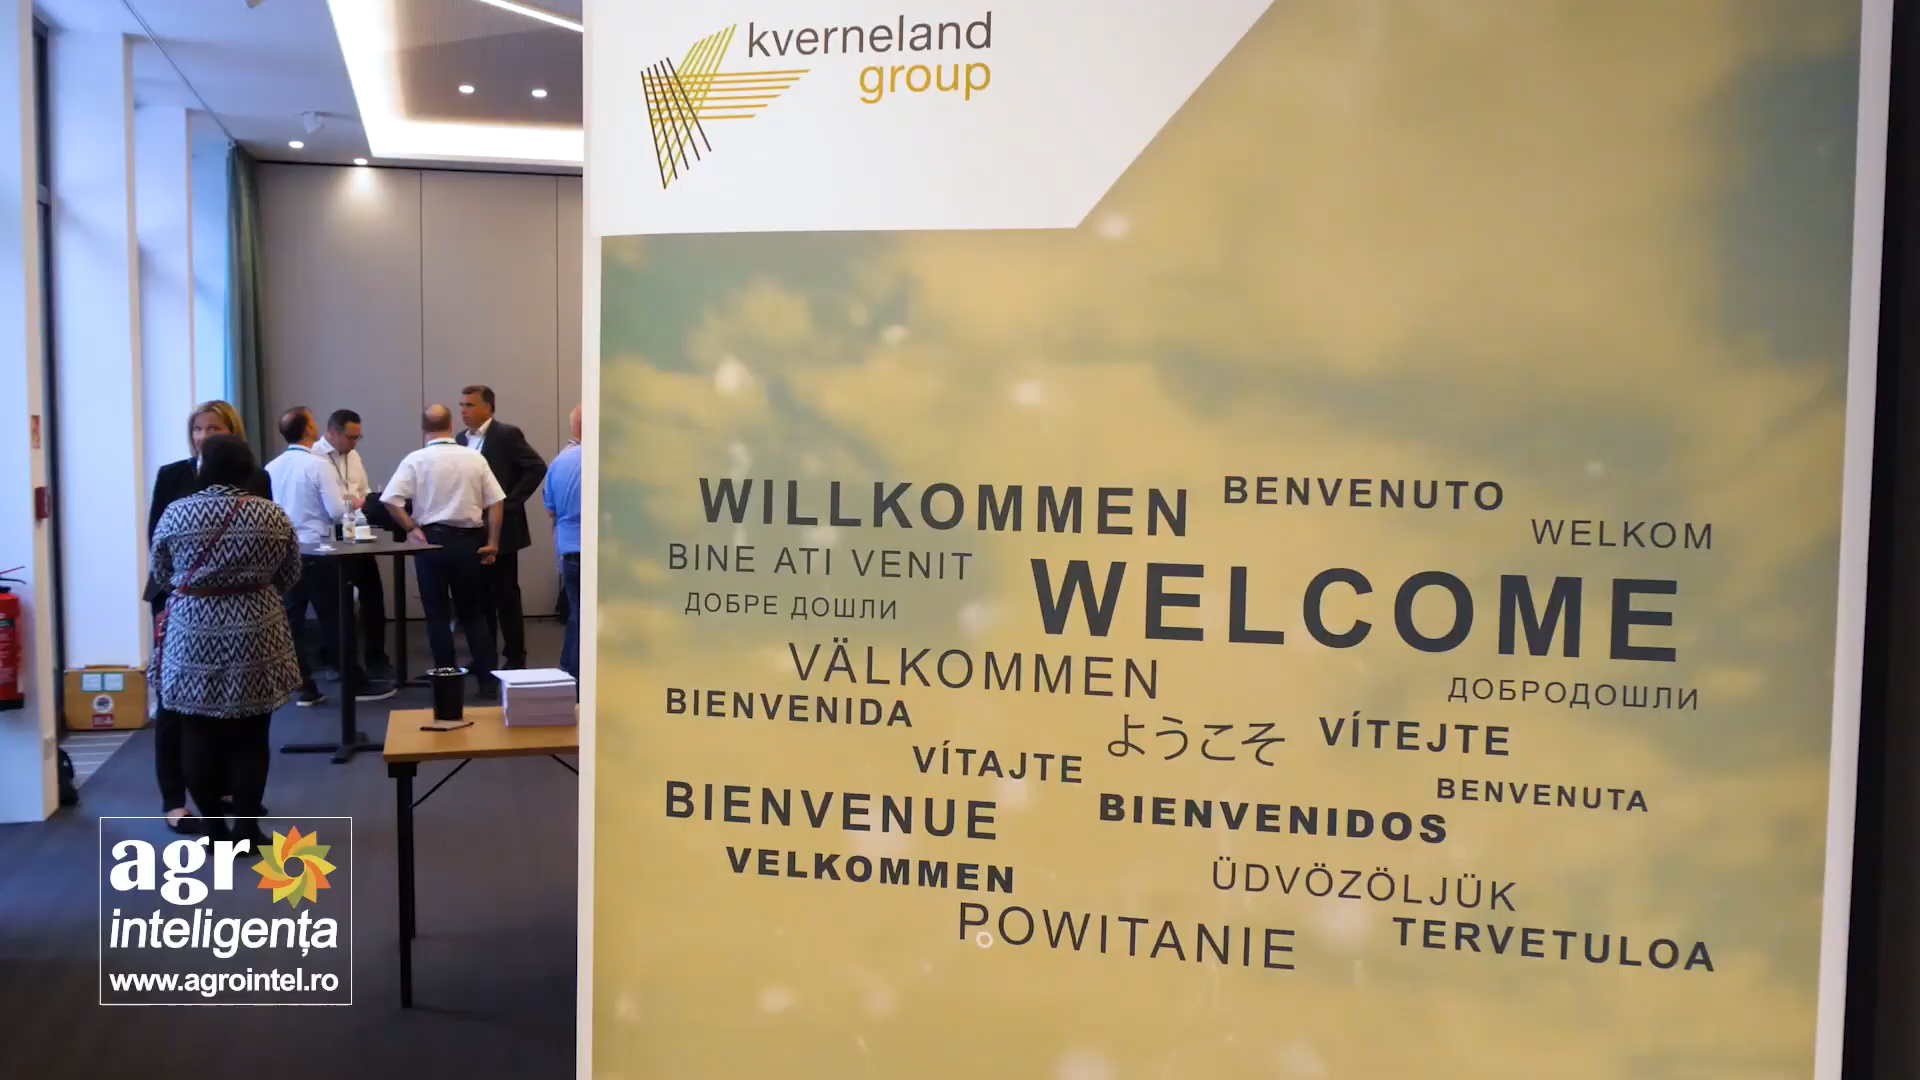 kverneland
group
WILLKOMMEN
BENVENUTO
WELKOM
BINE ATI VENIT
WELCOME
ДОБРЕ ДОШЛИ
VÄLKOMMEN
ДОБРОДОШЛИ
BIENVENIDA
ようこそ
VÍTEJTE
VÍTAJTE
BENVENUTA
BIENVENUE
BIENVENIDOS
VELKOMMEN
ÜDVÖZÖLJÜK
POWITANIE
TERVETULOA
agro
inteligența
www.agrointel.ro